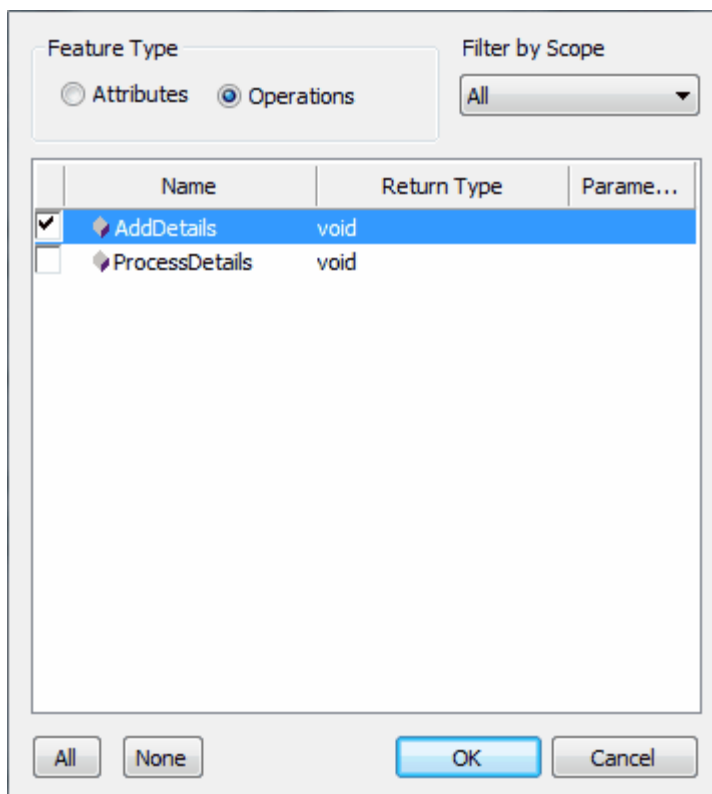 Feature Type Filter by Scope
Attributes Operations All
Name Return Type Parame...
AddDetails void
ProcessDetails void
All None OK Cancel